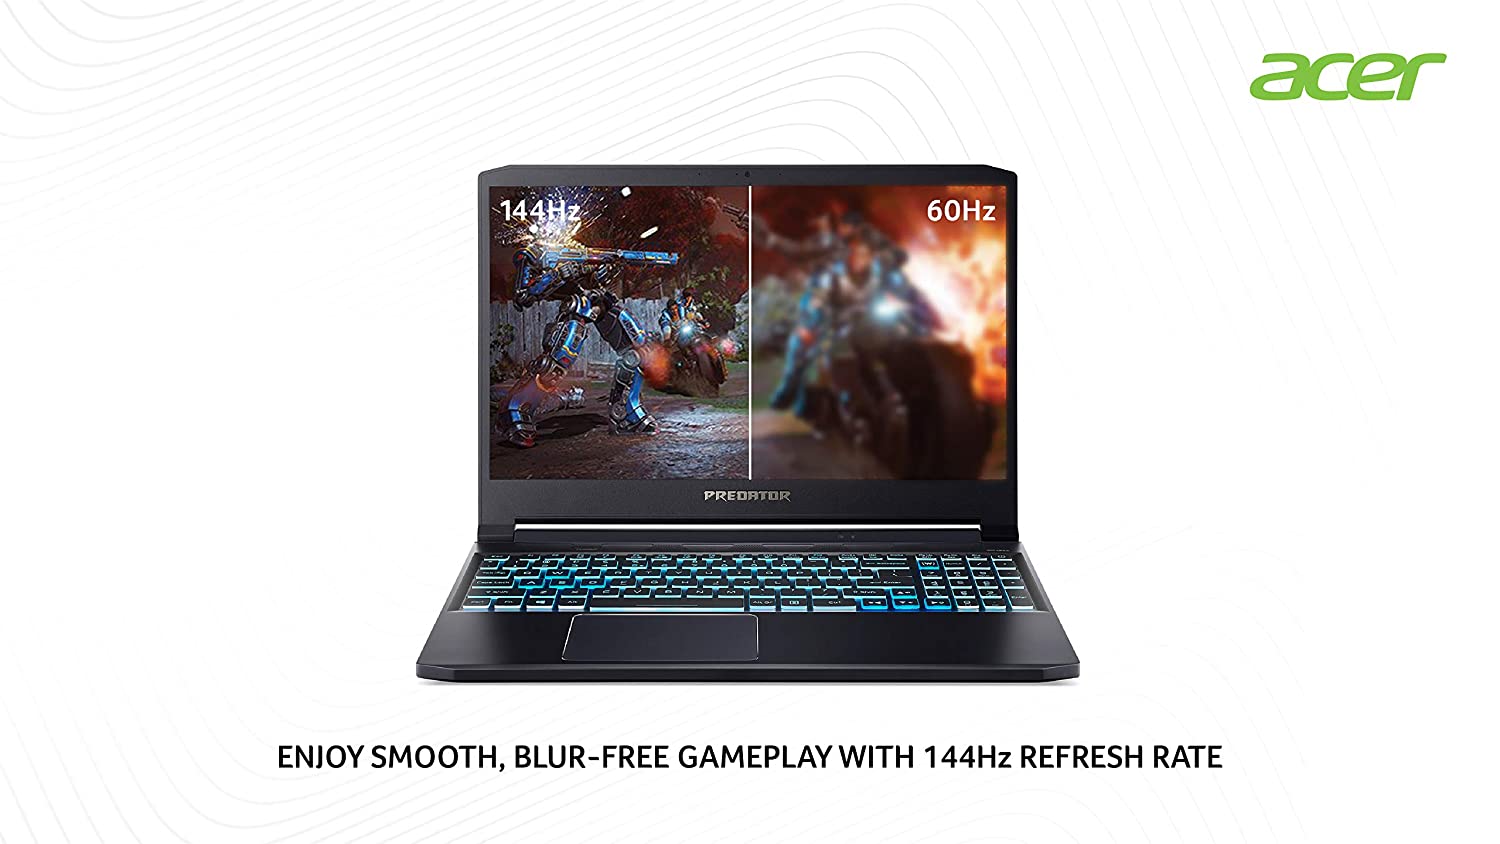 acer
144Hz
60Hz
PREDATOR
ENJOY SMOOTH, BLUR-FREE GAMEPLAY WITH 144Hz REFRESH RATE